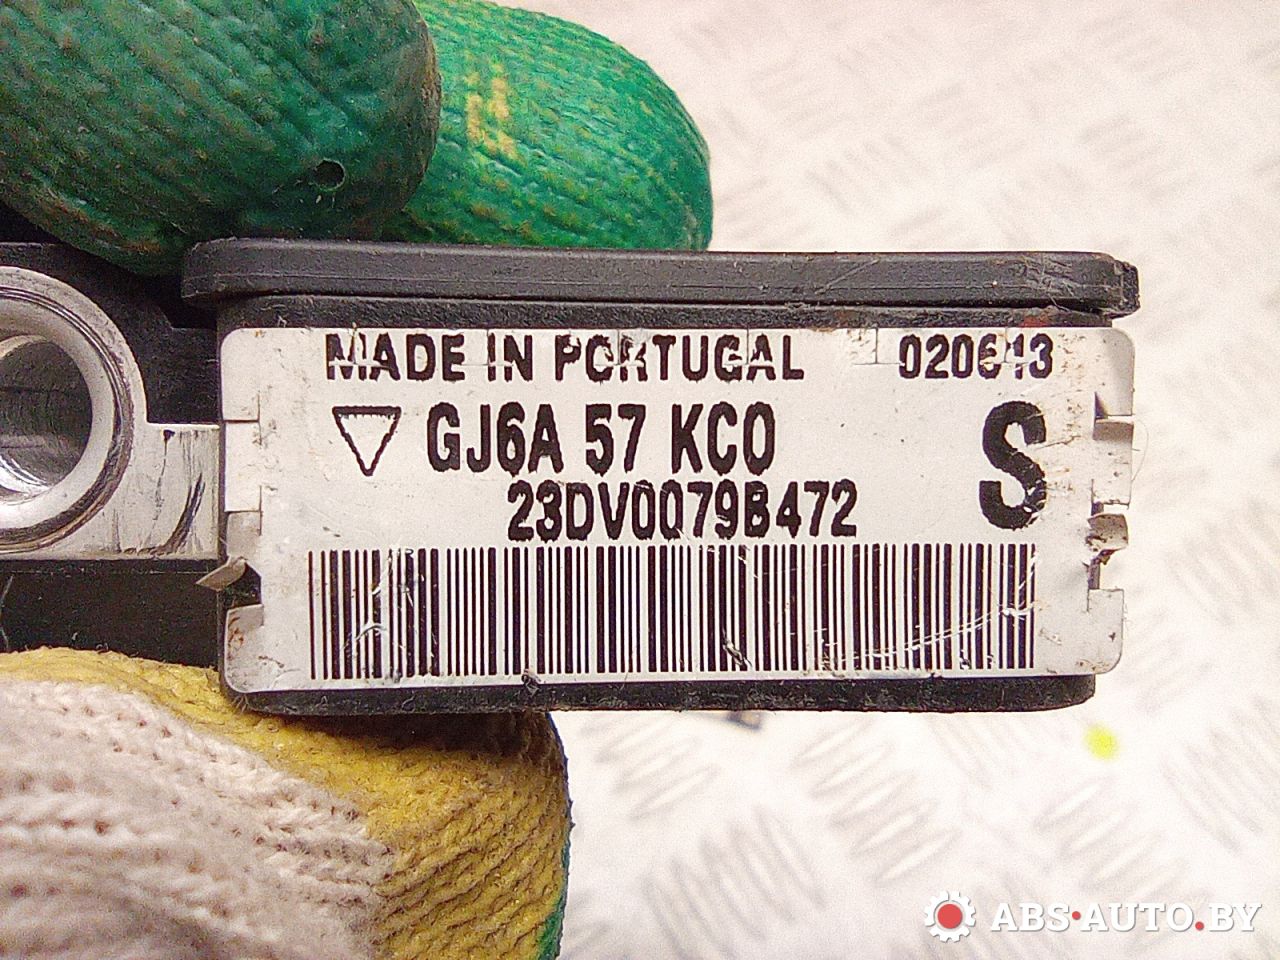 MADE IN PORTUGAL 020613
GJ6A 57 KC0 S
23DV0079B472
ABS-AUTO.BY